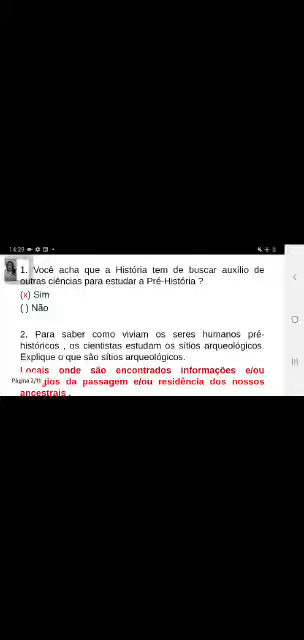 14:39
1. Você acha que a História tem de buscar auxílio de
outras ciências para estudar a Pré-História ?
(x) Sim
( ) Não
2. Para saber como viviam os seres humanos pré-
históricos , os cientistas estudam os sítios arqueológicos.
Explique o que são sítios arqueológicos.
Locais onde são encontrados informações e/ou
Página 2/11 gios da passagem e/ou residência dos nossos
ancestrais .